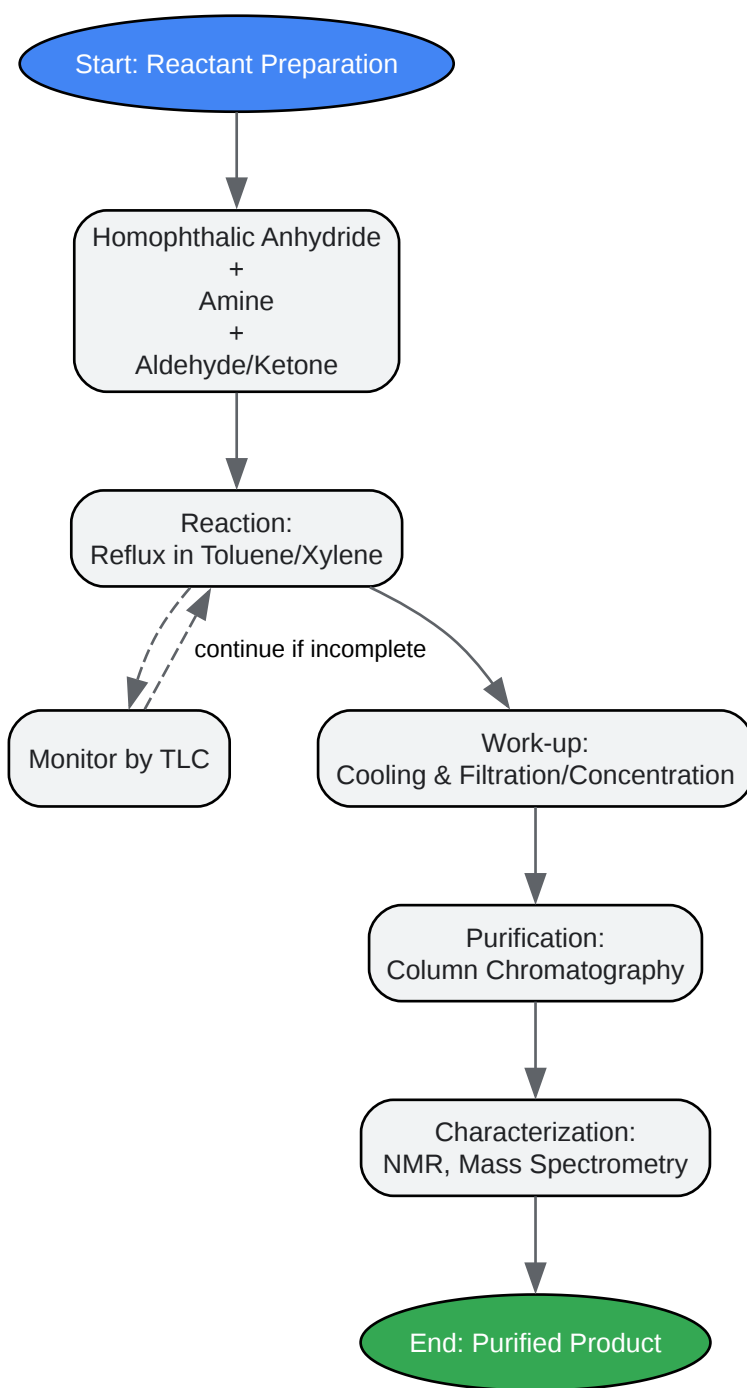 Start: Reactant Preparation
Homophthalic Anhydride
+
Amine
+
Aldehyde/Ketone
Reaction:
Reflux in Toluene/Xylene
continue if incomplete
Monitor by TLC
Work-up:
Cooling & Filtration/Concentration
Purification:
Column Chromatography
Characterization:
NMR, Mass Spectrometry
End: Purified Product